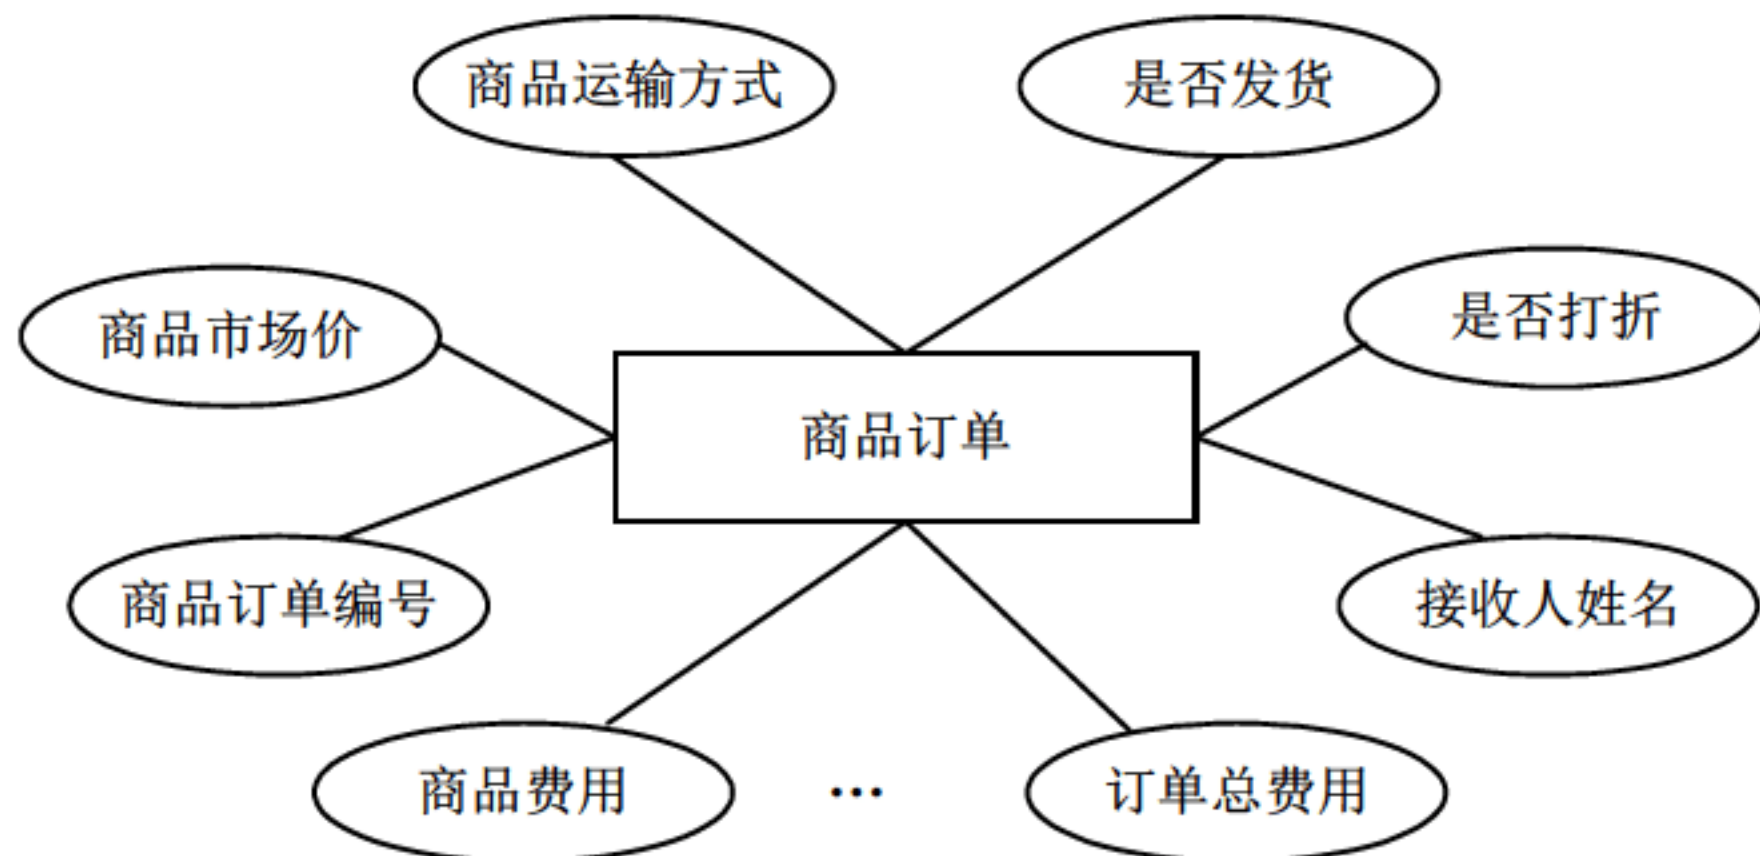 商品运输方式
是否发货
商品市场价
是否打折
商品订单
商品订单编号
接收人姓名
商品费用
…
订单总费用